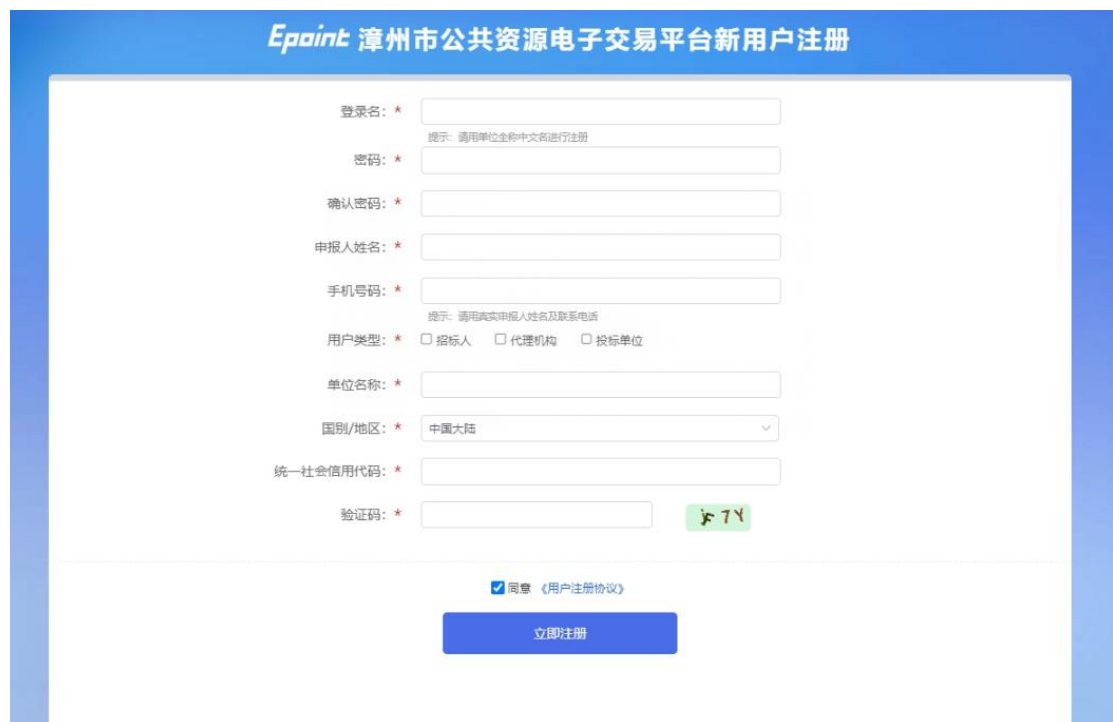 Epoint 漳州市公共资源电子交易平台新用户注册
登录名: *
提示: 请用单位全称中文名进行注册
密码: *
确认密码: *
申报人姓名: *
手机号码: *
提示: 请用真实申报人姓名及联系电话
用户类型: * 招标人 代理机构 投标单位
单位名称: *
国别/地区: * 中国大陆
统一社会信用代码: *
验证码: *
同意 《用户注册协议》
立即注册